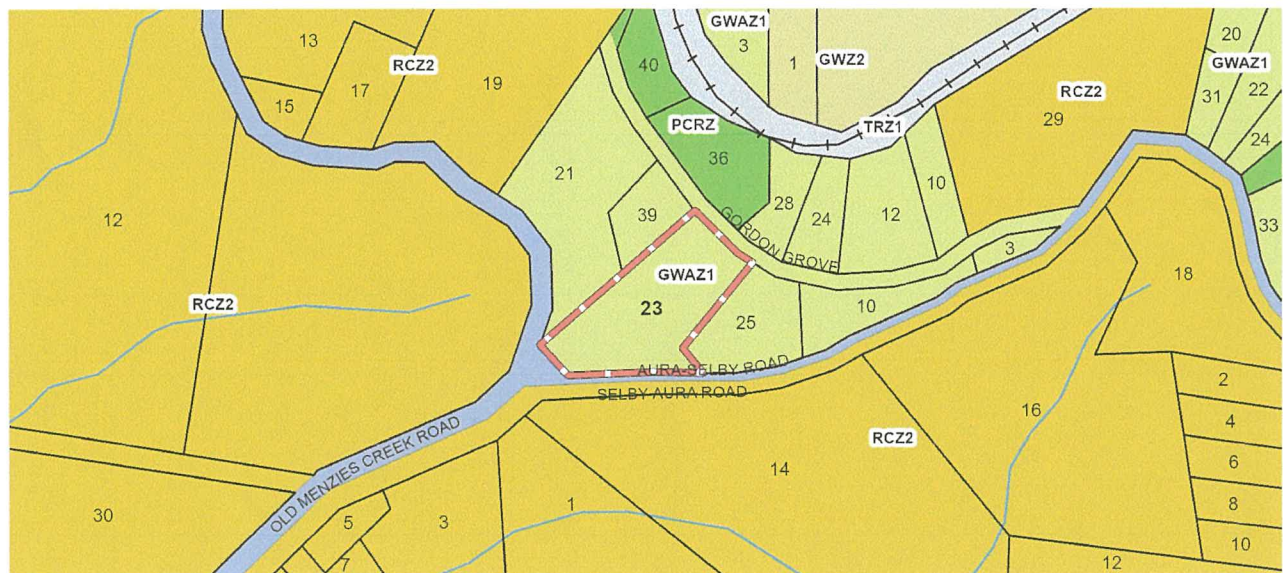 GWAZ1
20
13
40
3
GWZ2
GWAZ1
RCZ2
1
RCZ2
17
19
31
22
15
PCRZ
TRZ1
29
24
36
21
10
12
28
24
12
33
39
GORDON GROVE
3
18
GWAZ1
RCZ2
23
25
10
AURA-SELBY ROAD
2
SELBY-AURA ROAD
16
4
OLD MENZIES CREEK ROAD
RCZ2
6
14
30
1
8
5
3
10
7
12